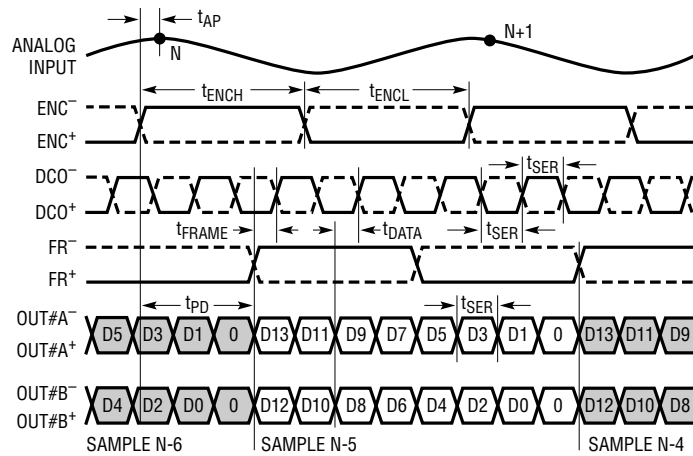 tAP
ANALOG
INPUT
N
N+1
tENCH
tENCL
ENC–
ENC+
DCO–
DCO+
tSER
tFRAME
tDATA
tSER
FR–
FR+
tPD
tSER
OUT#A–
OUT#A+
D5 D3 D1 0 D13 D11 D9 D7 D5 D3 D1 0 D13 D11 D9
OUT#B–
OUT#B+
D4 D2 D0 0 D12 D10 D8 D6 D4 D2 D0 0 D12 D10 D8
SAMPLE N-6 SAMPLE N-5 SAMPLE N-4